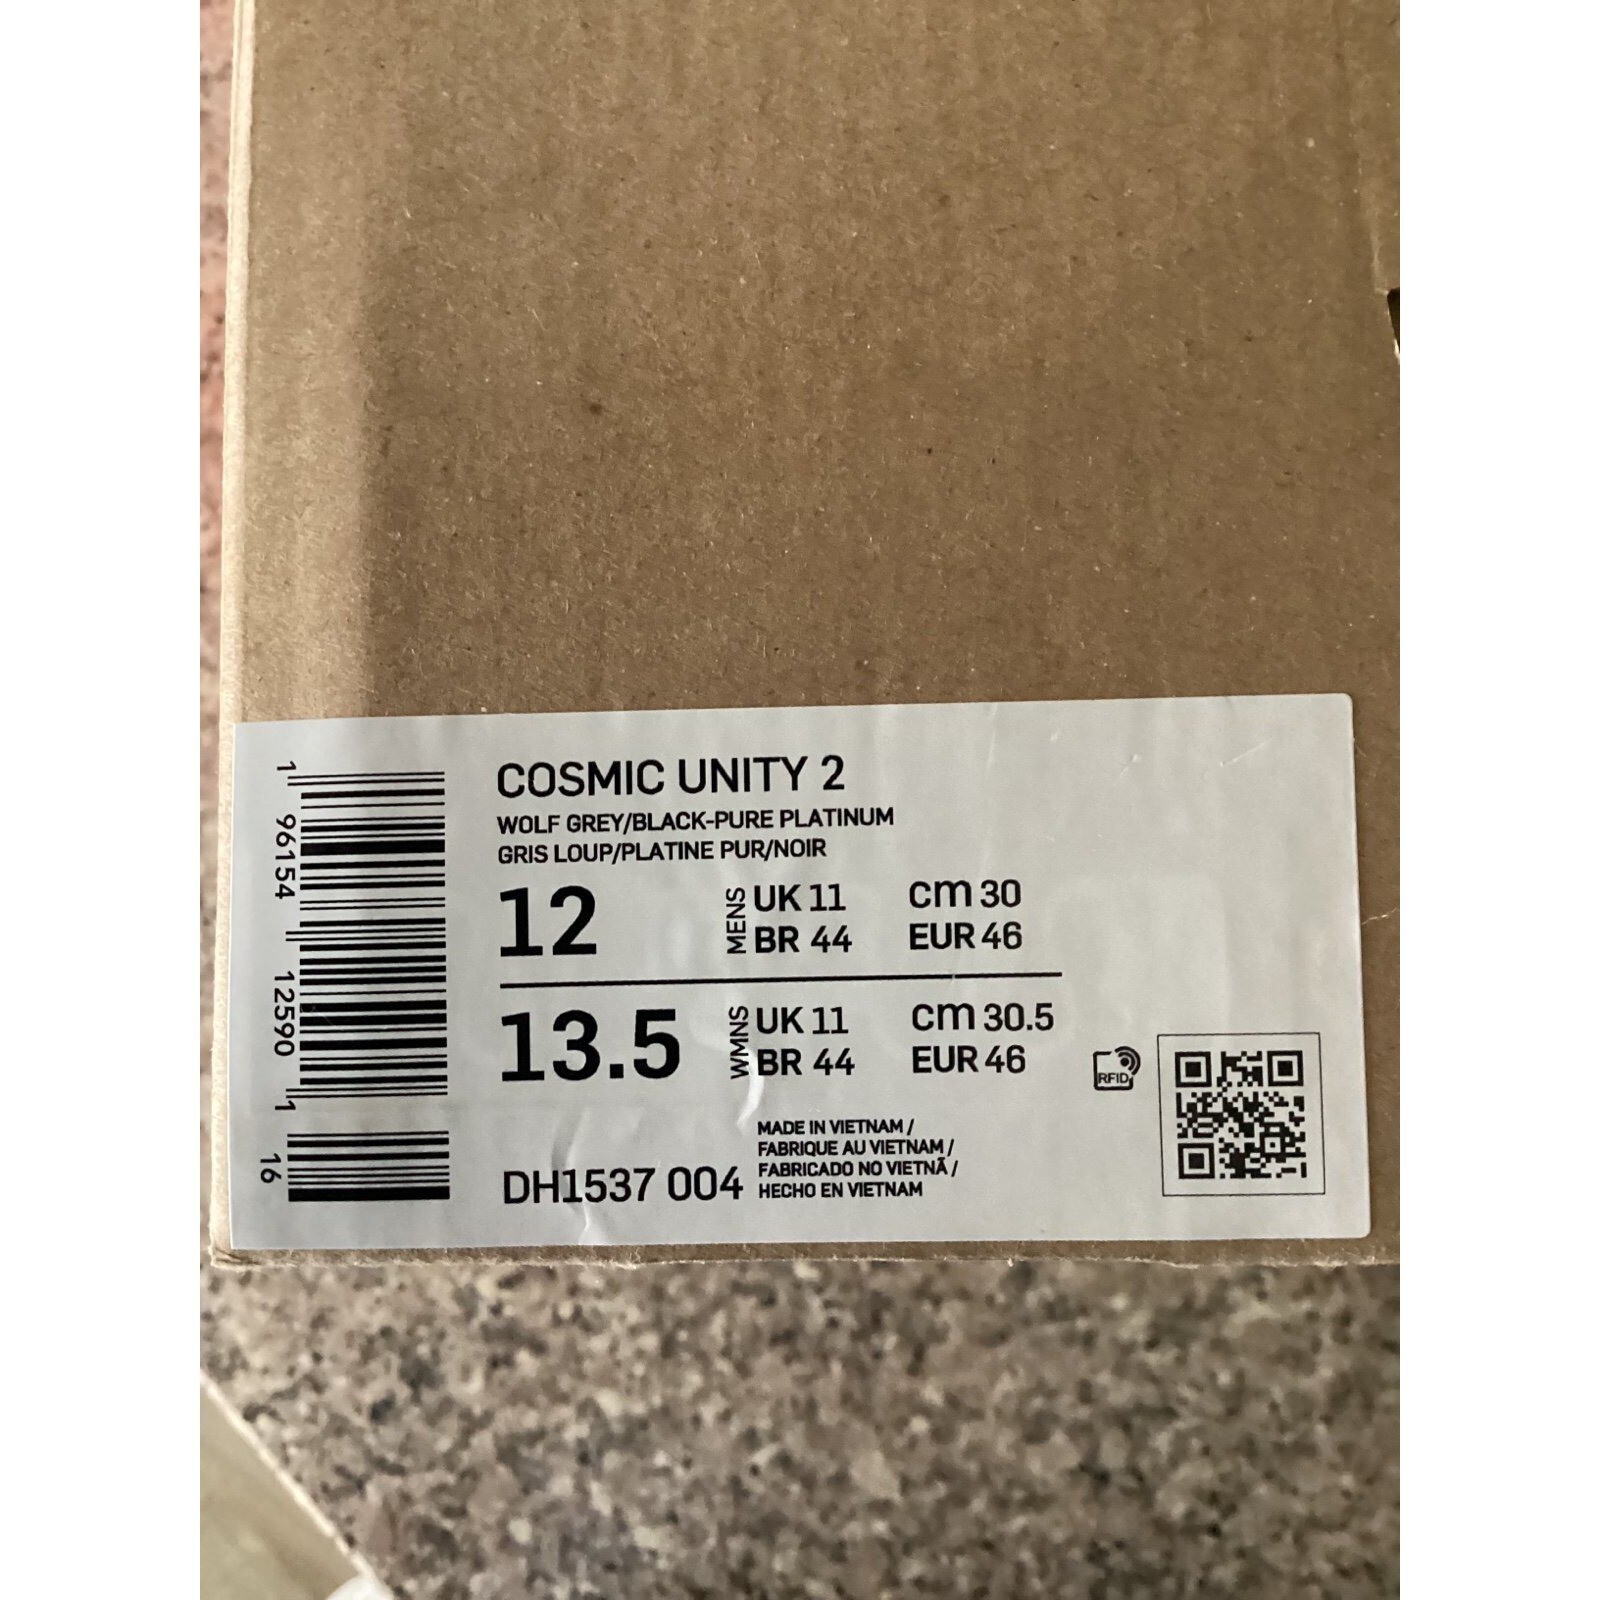 COSMIC UNITY 2
WOLF GREY/BLACK-PURE PLATINUM
GRIS LOUP/PLATINE PUR/NOIR
12
MENS
UK 11
cm 30
BR 44
EUR 46
13.5
WMNS
UK 11
cm 30.5
BR 44
EUR 46
RFID
MADE IN VIETNAM /
FABRIQUE AU VIETNAM /
FABRICADO NO VIETNÃ /
HECHO EN VIETNAM
DH1537 004
1 96154 12590 1
16